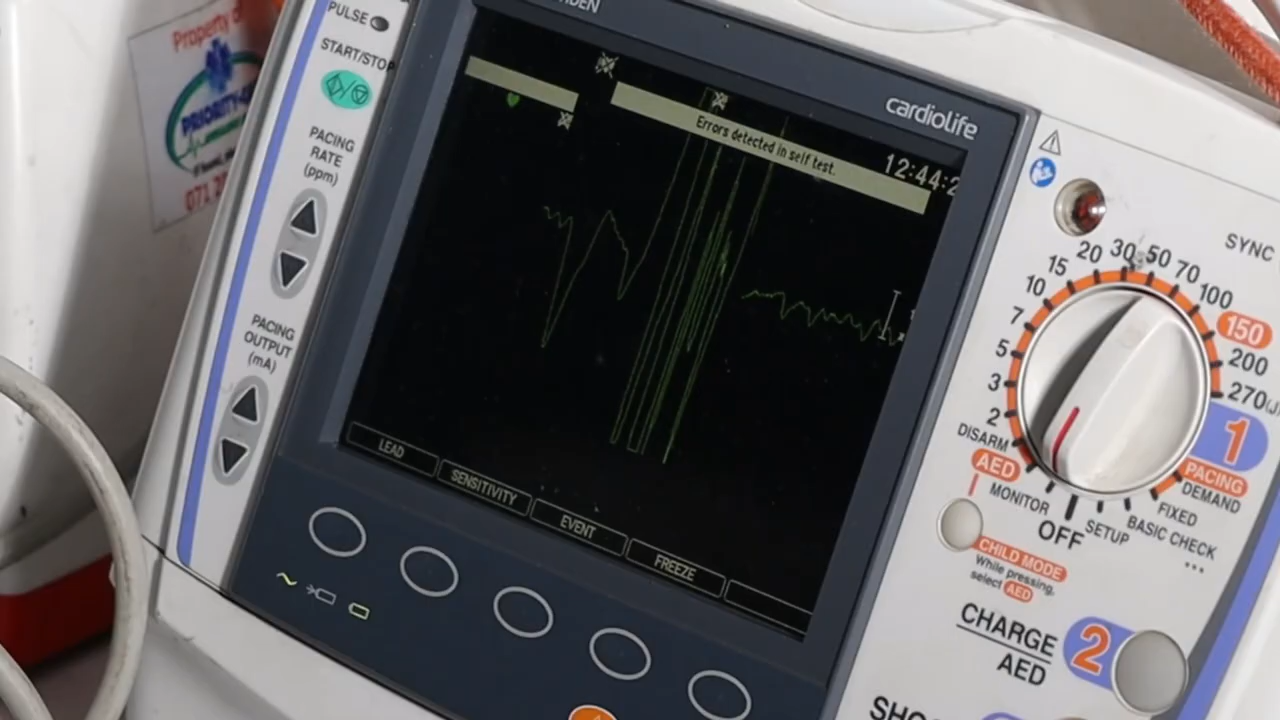 Property of
PULSE
START/STOP
PACING
RATE
(ppm)
PACING
OUTPUT
(mA)
cardiolife
Errors detected in self test.
12:44:2
LEAD
SENSITIVITY
EVENT
FREEZE
SYNC
2
3
5
7
10
15
20
30
50
70
100
150
200
270
1
DISARM
AED
MONITOR
OFF
SETUP
BASIC CHECK
FIXED
DEMAND
PACING
CHILD MODE
While pressing,
select AED
CHARGE
AED
2